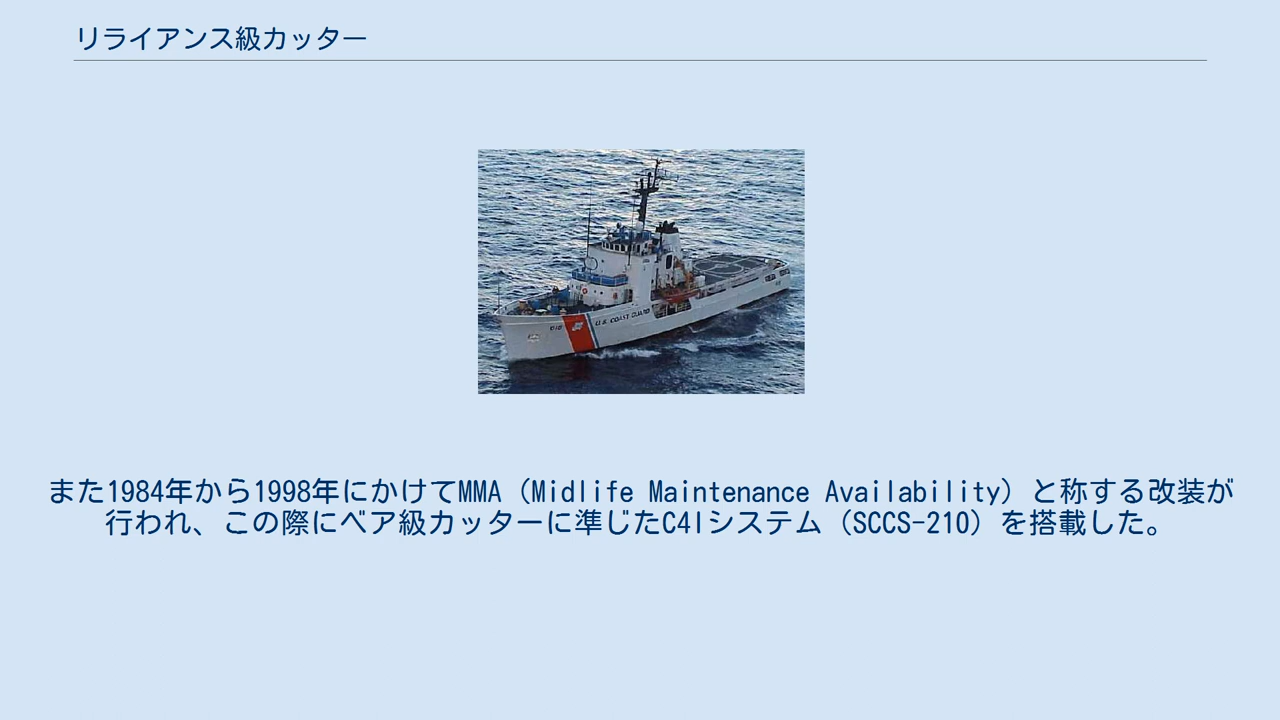 リライアンス級カッター
U.S. COAST GUARD
また1984年から1998年にかけてMMA（Midlife Maintenance Availability）と称する改装が
行われ、この際にベア級カッターに準じたC4Iシステム（SCCS-210）を搭載した。